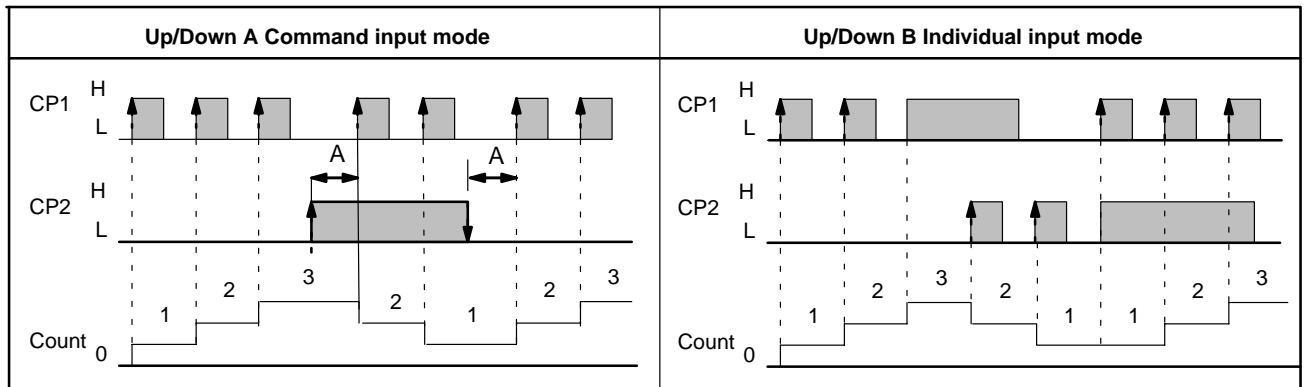 Up/Down A Command input mode
CP1 H
L
A A
CP2 H
L
1 2 3 2 1 2 3
Count 0
Up/Down B Individual input mode
CP1 H
L
CP2 H
L
1 2 3 2 1 1 2 3
Count 0